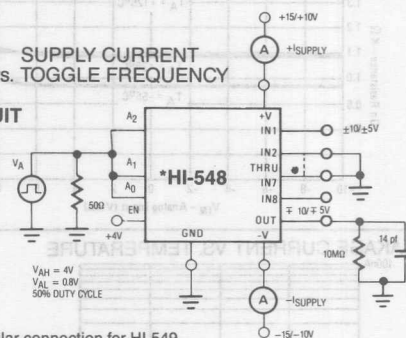 SUPPLY CURRENT
vs. TOGGLE FREQUENCY
+15/+10V
A
+ISUPPLY
A2
+V
IN1
±10/±5V
VA
A1
IN2
THRU
*HI-548
A0
IN7
IN8
50Ω
EN
OUT
∓ 10/∓ 5V
+4V
GND
-V
10MΩ
14 pf
VAH = 4V
VAL = 0.8V
50% DUTY CYCLE
A
-ISUPPLY
-15/-10V
connection for HI-549
VS. TEMPERATURE